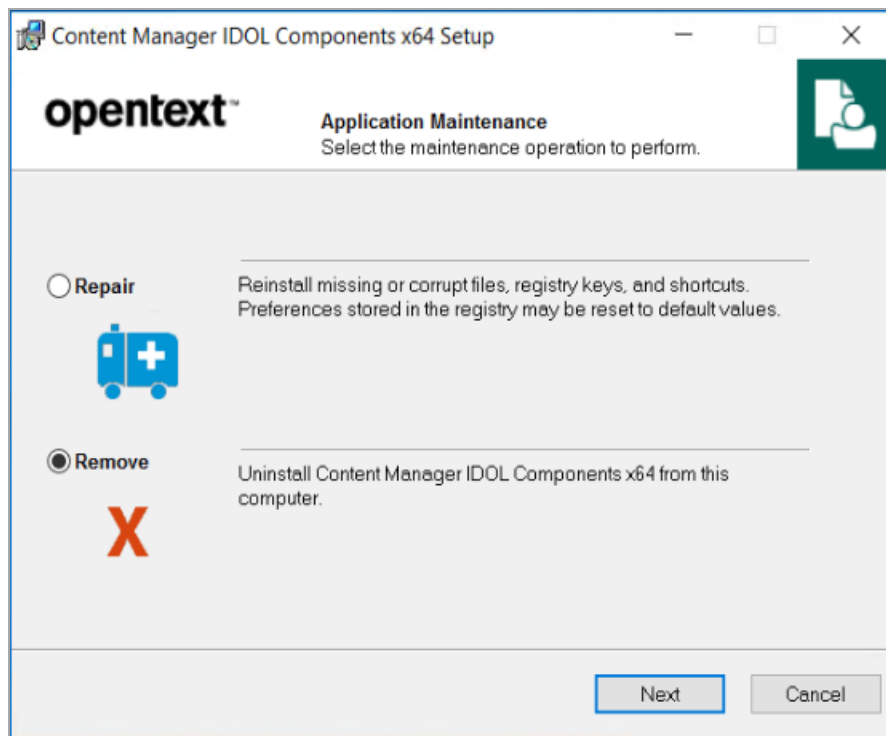 Content Manager IDOL Components x64 Setup
opentext™
Application Maintenance
Select the maintenance operation to perform.
Repair
Reinstall missing or corrupt files, registry keys, and shortcuts.
Preferences stored in the registry may be reset to default values.
Remove
Uninstall Content Manager IDOL Components x64 from this
computer.
Next
Cancel